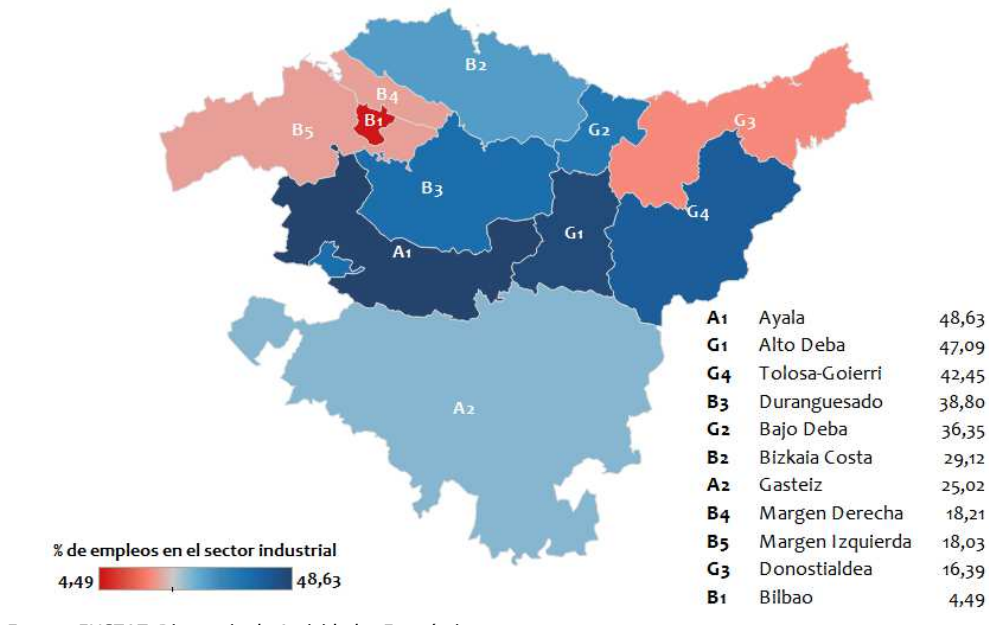 B2
B4
B1
B5
G2
G3
B3
G4
G1
A1
A2
A1 Ayala 48,63
G1 Alto Deba 47,09
G4 Tolosa-Goierri 42,45
B3 Duranguesado 38,80
G2 Bajo Deba 36,35
B2 Bizkaia Costa 29,12
A2 Gasteiz 25,02
B4 Margen Derecha 18,21
B5 Margen Izquierda 18,03
G3 Donostialdea 16,39
B1 Bilbao 4,49
% de empleos en el sector industrial
4,49 48,63